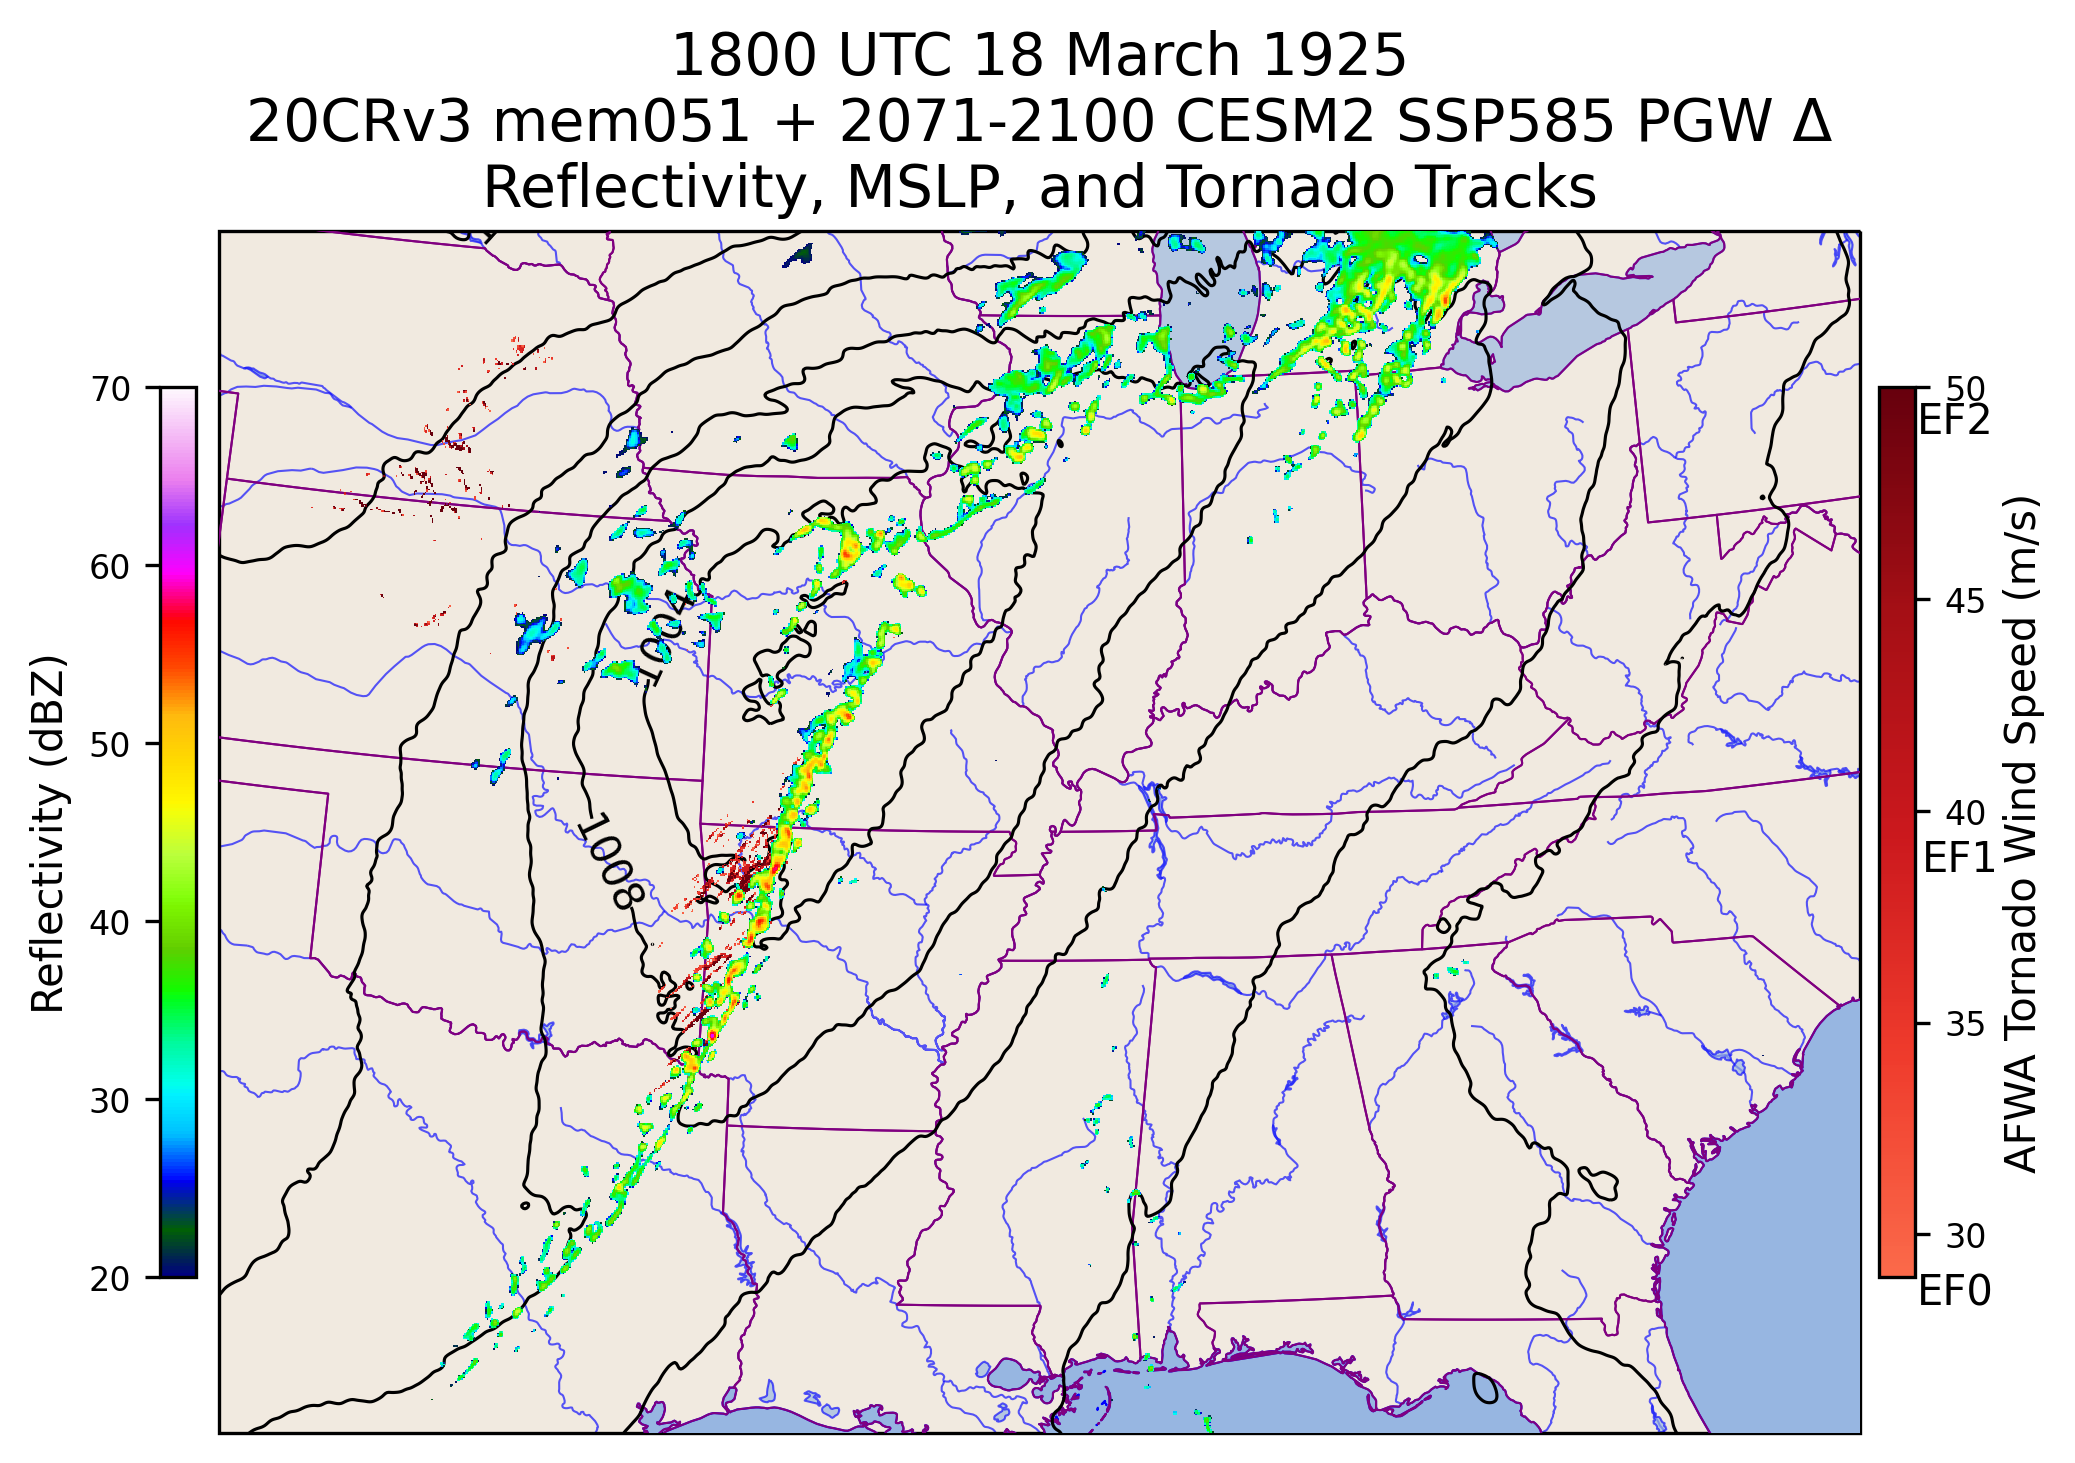 1800 UTC 18 March 1925
20CRv3 mem051 + 2071-2100 CESM2 SSP585 PGW Δ
Reflectivity, MSLP, and Tornado Tracks
70
60
50
40
30
20
Reflectivity (dBZ)
1004
1008
50
EF2
45
40
EF1
35
30
EF0
AFWA Tornado Wind Speed (m/s)